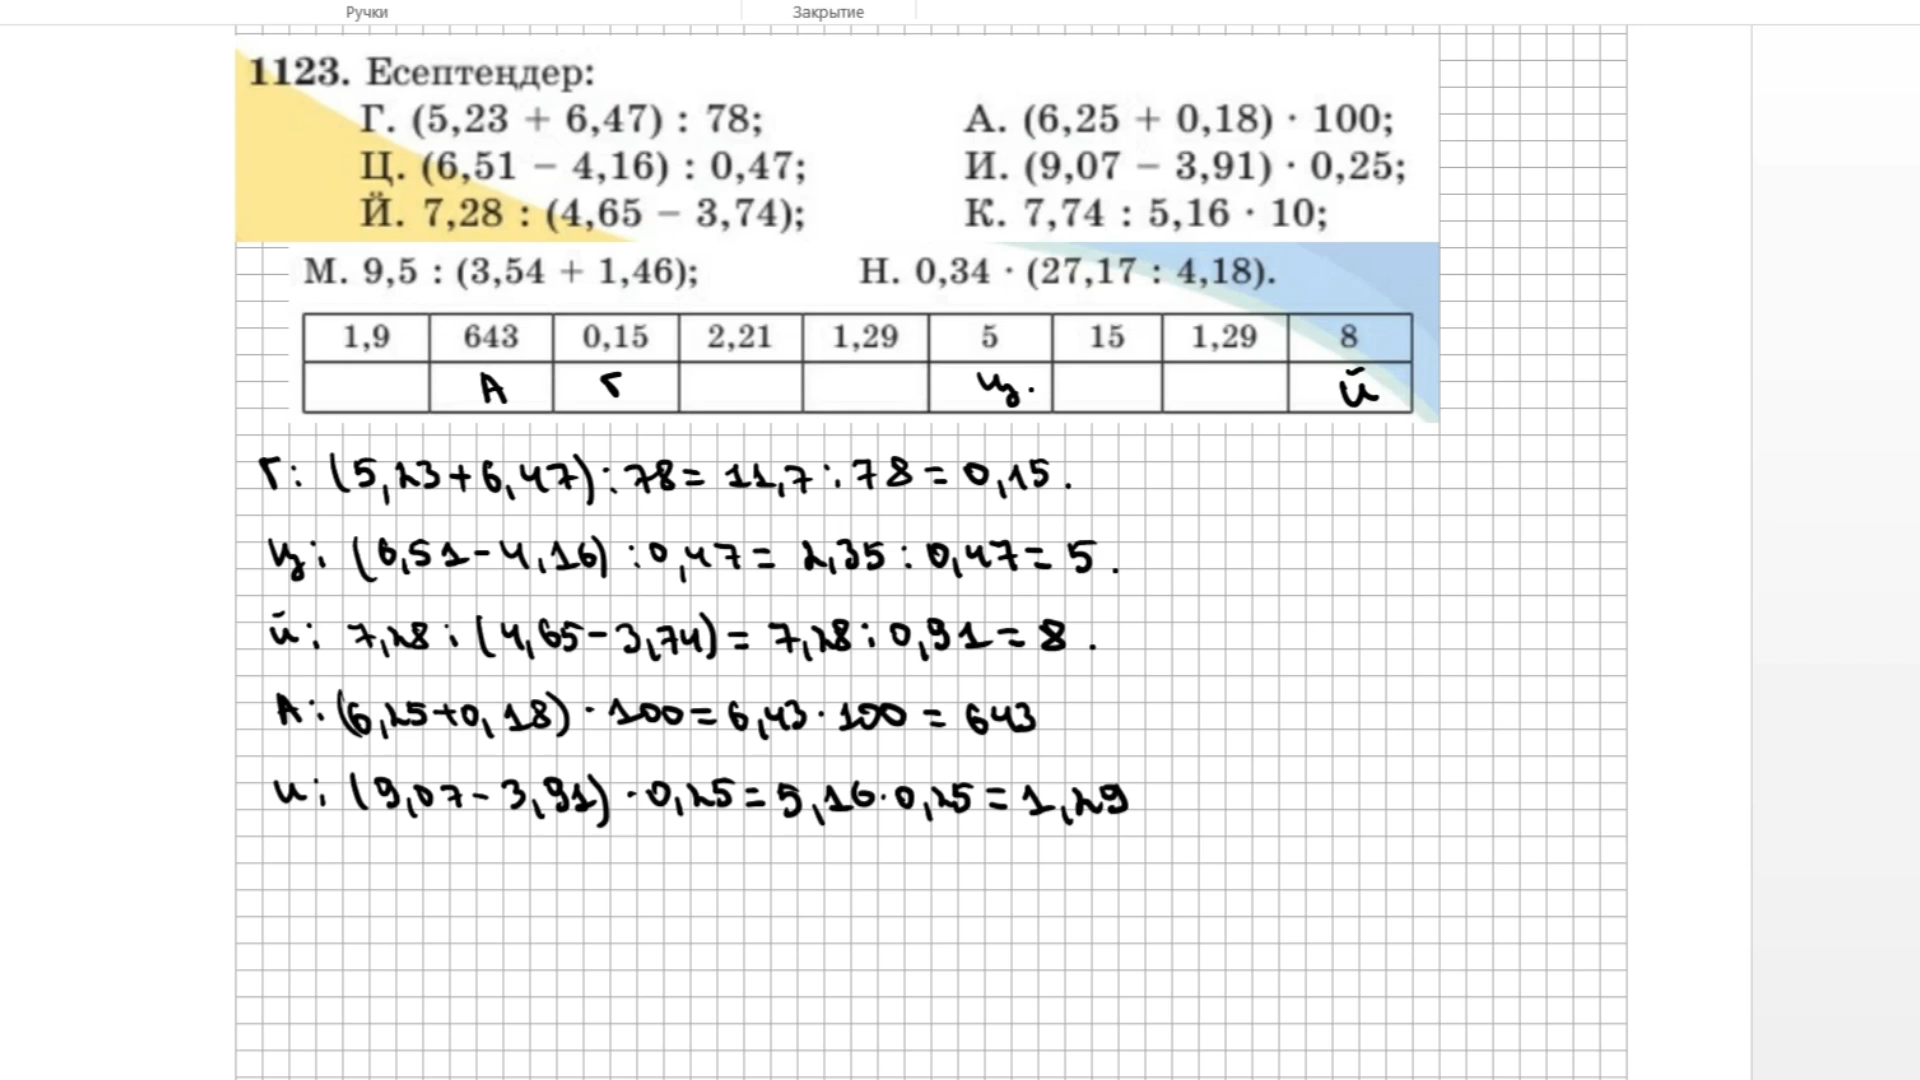 Ручки Закрытие
1123. Есептеңдер:
Г. (5,23 + 6,47) : 78; А. (6,25 + 0,18) · 100;
Ц. (6,51 − 4,16) : 0,47; И. (9,07 − 3,91) · 0,25;
Й. 7,28 : (4,65 − 3,74); К. 7,74 : 5,16 · 10;
М. 9,5 : (3,54 + 1,46); Н. 0,34 · (27,17 : 4,18).
1,9 643 0,15 2,21 1,29 5 15 1,29 8
А Г Ц. Й
Г: (5,23+6,47):78= 11,7:78=0,15.
Ц: (6,51-4,16):0,47= 2,35:0,47=5.
Й: 7,28:(4,65-3,74)=7,28:0,91=8.
А:(6,25+0,18)·100=6,43·100=643
И: (9,07-3,91)·0,25=5,16·0,25=1,29